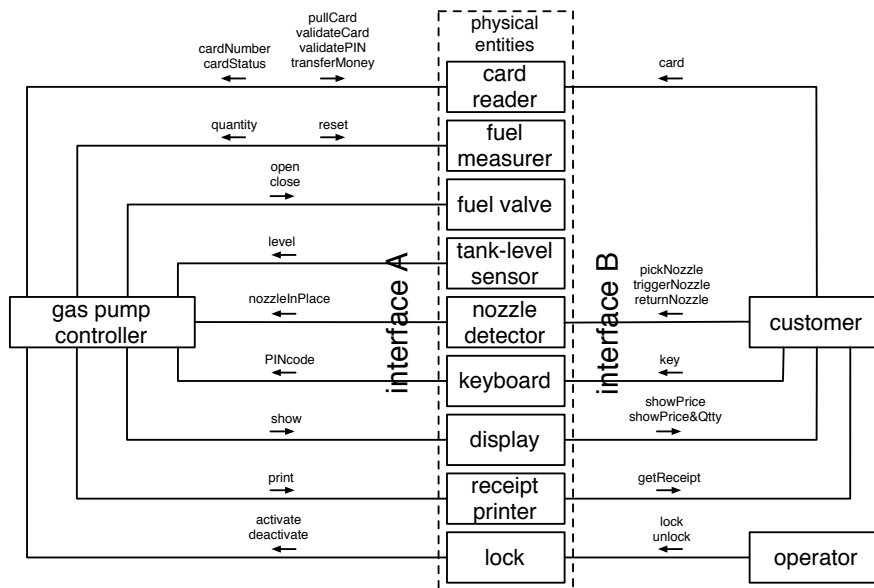 pullCard
validateCard
validatePIN
transferMoney
cardNumber
cardStatus
physical
entities
card
card
reader
quantity
reset
fuel
measurer
open
close
fuel valve
level
tank-level
sensor
interface A
interface B
pickNozzle
triggerNozzle
returnNozzle
nozzleInPlace
gas pump
controller
nozzle
detector
customer
PINcode
keyboard
key
show
display
showPrice
showPrice&Qtty
print
receipt
printer
getReceipt
activate
deactivate
lock
lock
unlock
operator